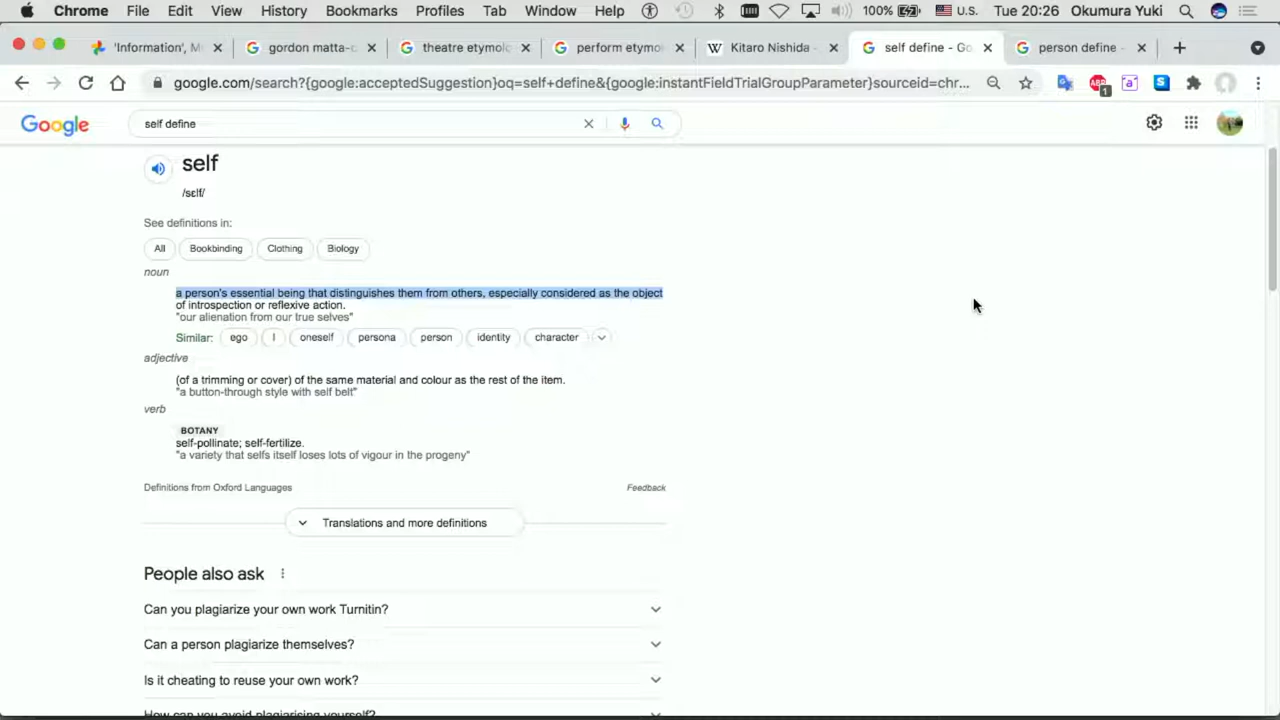 Chrome File Edit View History Bookmarks Profiles Tab Window Help 100% U.S. Tue 20:26 Okumura Yuki
'Information', M
gordon matta-c
theatre etymolo
perform etymo
Kitaro Nishida -
self define - Go
person define -
google.com/search?{google:acceptedSuggestion}oq=self+define&{google:instantFieldTrialGroupParameter}sourceid=chr...
1
Google
self define
self
/sɛlf/
See definitions in:
All Bookbinding Clothing Biology
noun
a person's essential being that distinguishes them from others, especially considered as the object
of introspection or reflexive action.
"our alienation from our true selves"
Similar: ego I oneself persona person identity character
adjective
(of a trimming or cover) of the same material and colour as the rest of the item.
"a button-through style with self belt"
verb
BOTANY
self-pollinate; self-fertilize.
"a variety that selfs itself loses lots of vigour in the progeny"
Definitions from Oxford Languages Feedback
Translations and more definitions
People also ask
Can you plagiarize your own work Turnitin?
Can a person plagiarize themselves?
Is it cheating to reuse your own work?
How can you avoid plagiarising yourself?